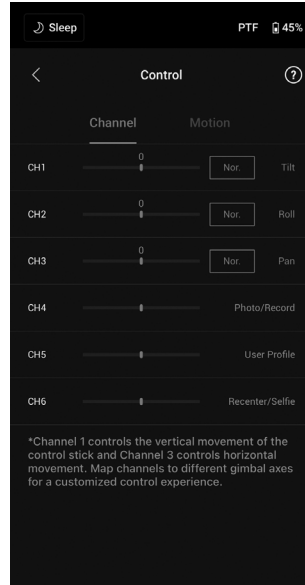 Sleep PTF 45%
Control ?
Channel Motion
0
CH1 Nor. Tilt
0
CH2 Nor. Roll
0
CH3 Nor. Pan
CH4 Photo/Record
CH5 User Profile
CH6 Recenter/Selfie
*Channel 1 controls the vertical movement of the
control stick and Channel 3 controls horizontal
movement. Map channels to different gimbal axes
for a customized control experience.